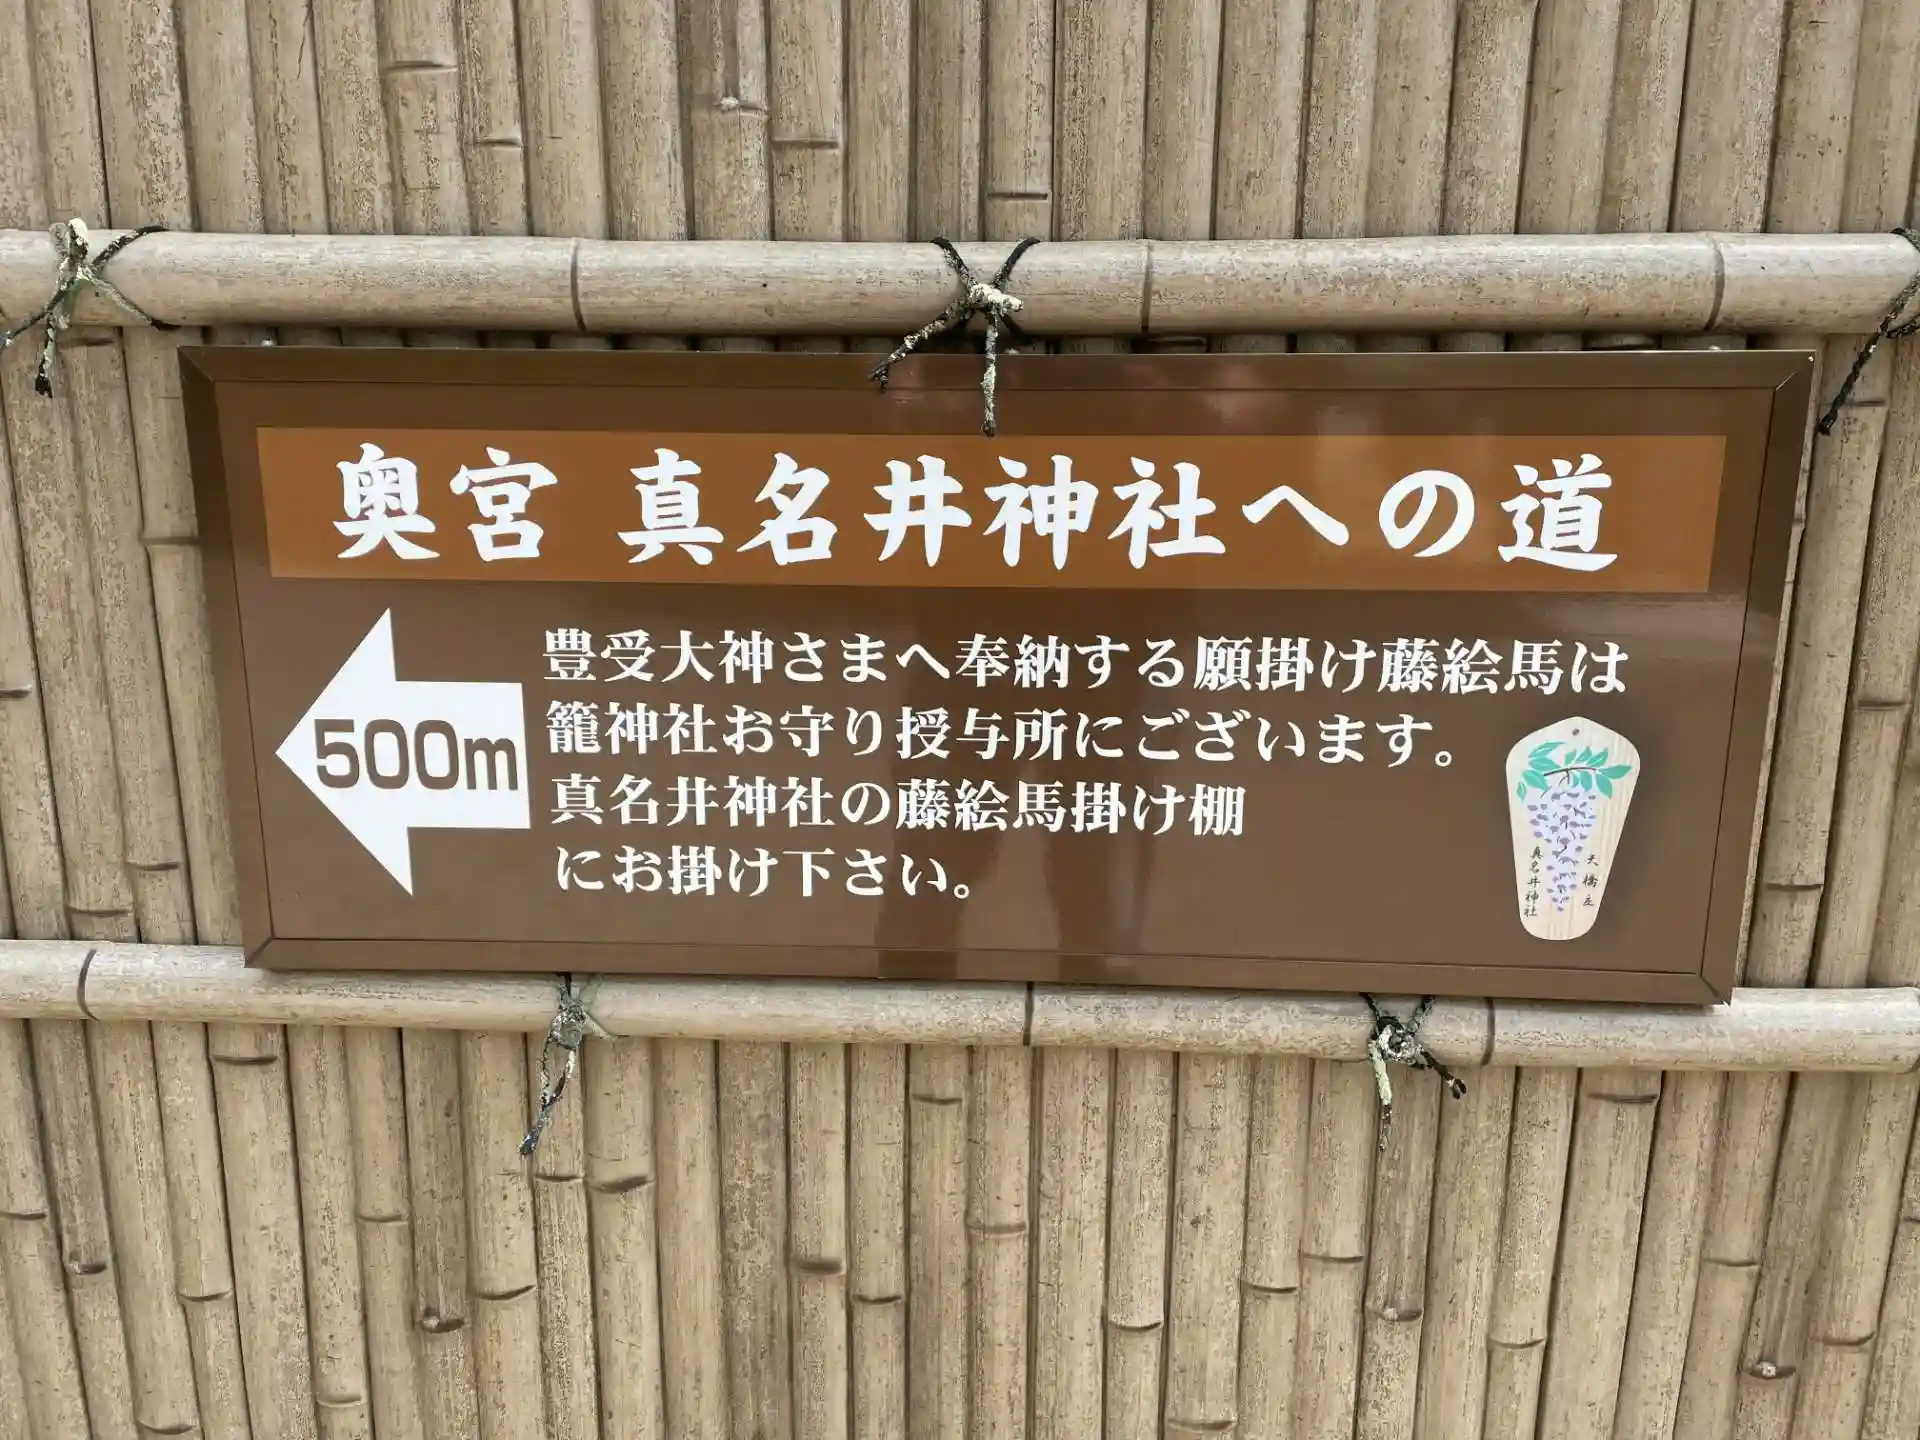 奥宮 真名井神社への道
500m
豊受大神さまへ奉納する願掛け藤絵馬は
籠神社お守り授与所にございます。
真名井神社の藤絵馬掛け棚
にお掛け下さい。
天橋立
真名井神社